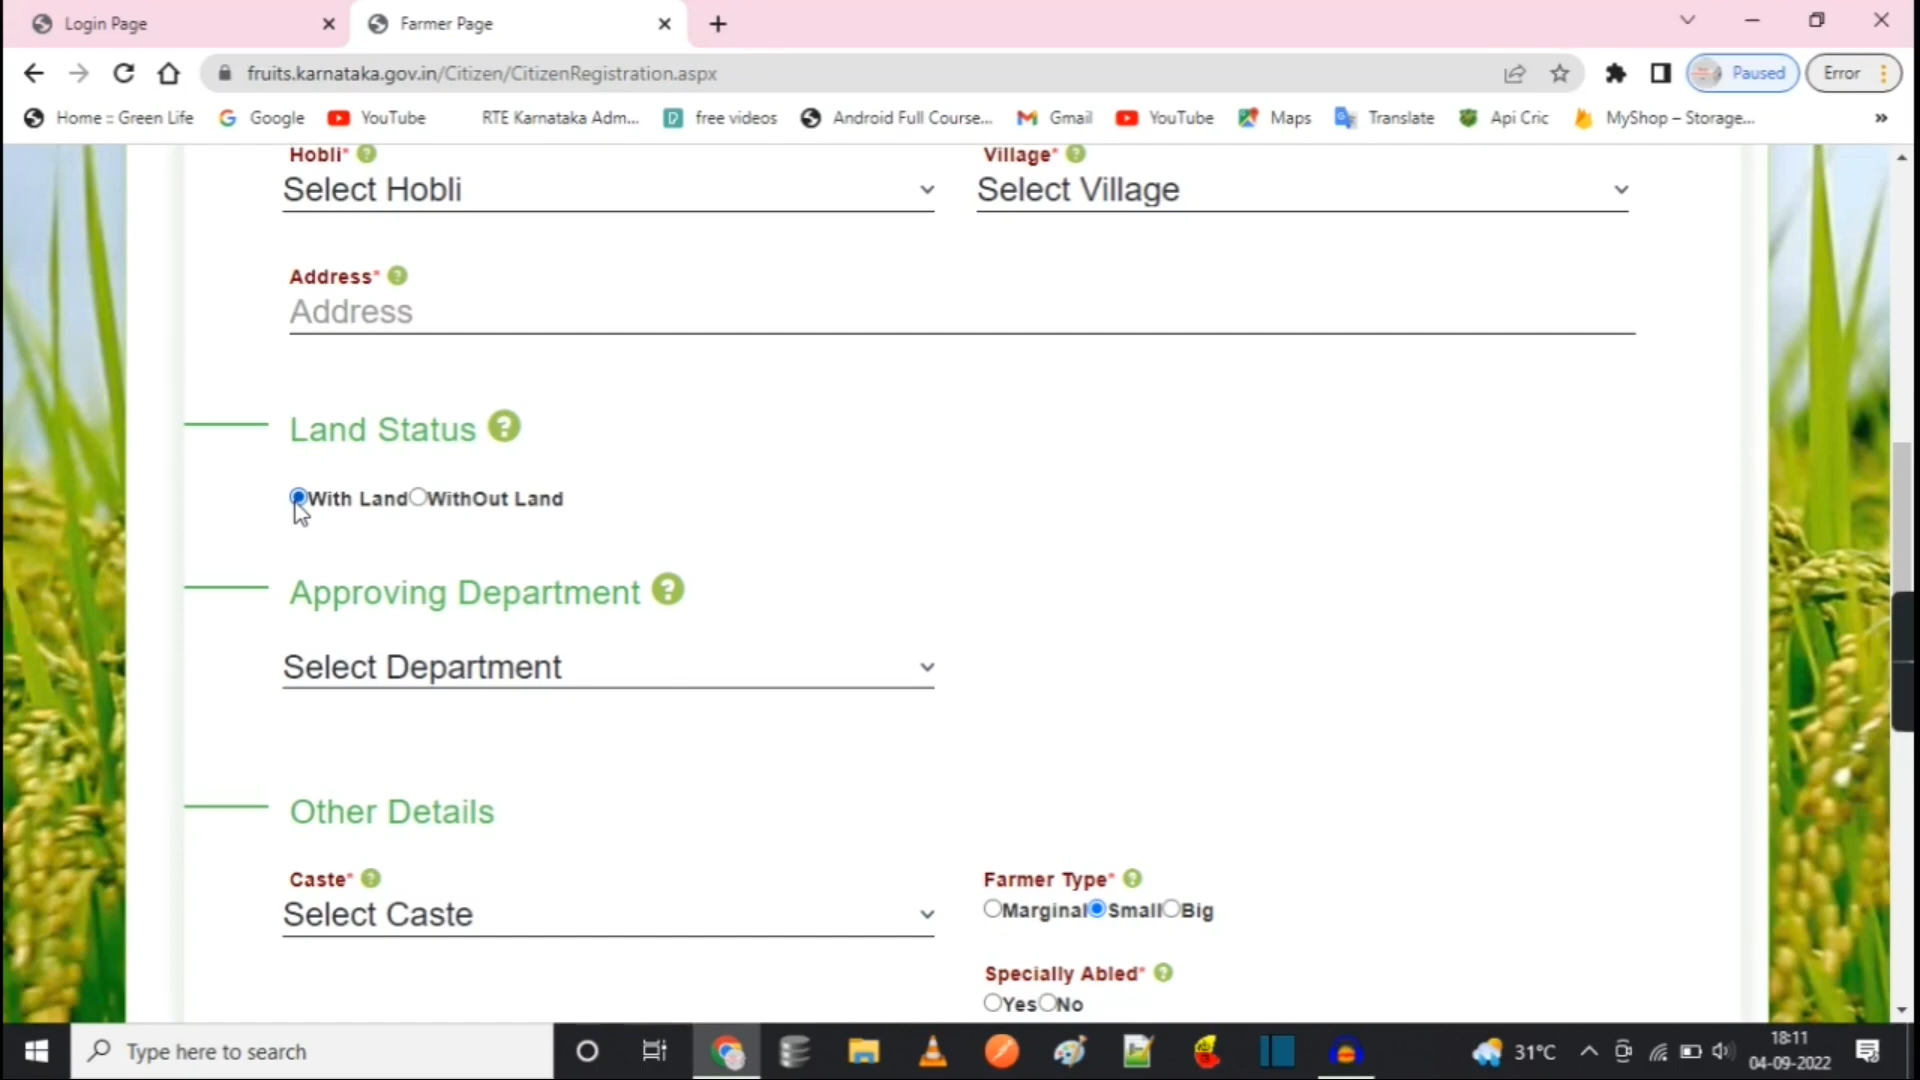 Login Page
Farmer Page
fruits.karnataka.gov.in/Citizen/CitizenRegistration.aspx
Paused
Error
Home :: Green Life
Google
YouTube
RTE Karnataka Adm...
free videos
Android Full Course...
Gmail
YouTube
Maps
Translate
Api Cric
MyShop – Storage...
»
Hobli* ?
Village* ?
Select Hobli
Select Village
Address* ?
Address
Land Status ?
With Land WithOut Land
Approving Department ?
Select Department
Other Details
Caste* ?
Farmer Type* ?
Select Caste
Marginal Small Big
Specially Abled* ?
Yes No
Type here to search
31°C
18:11
04-09-2022